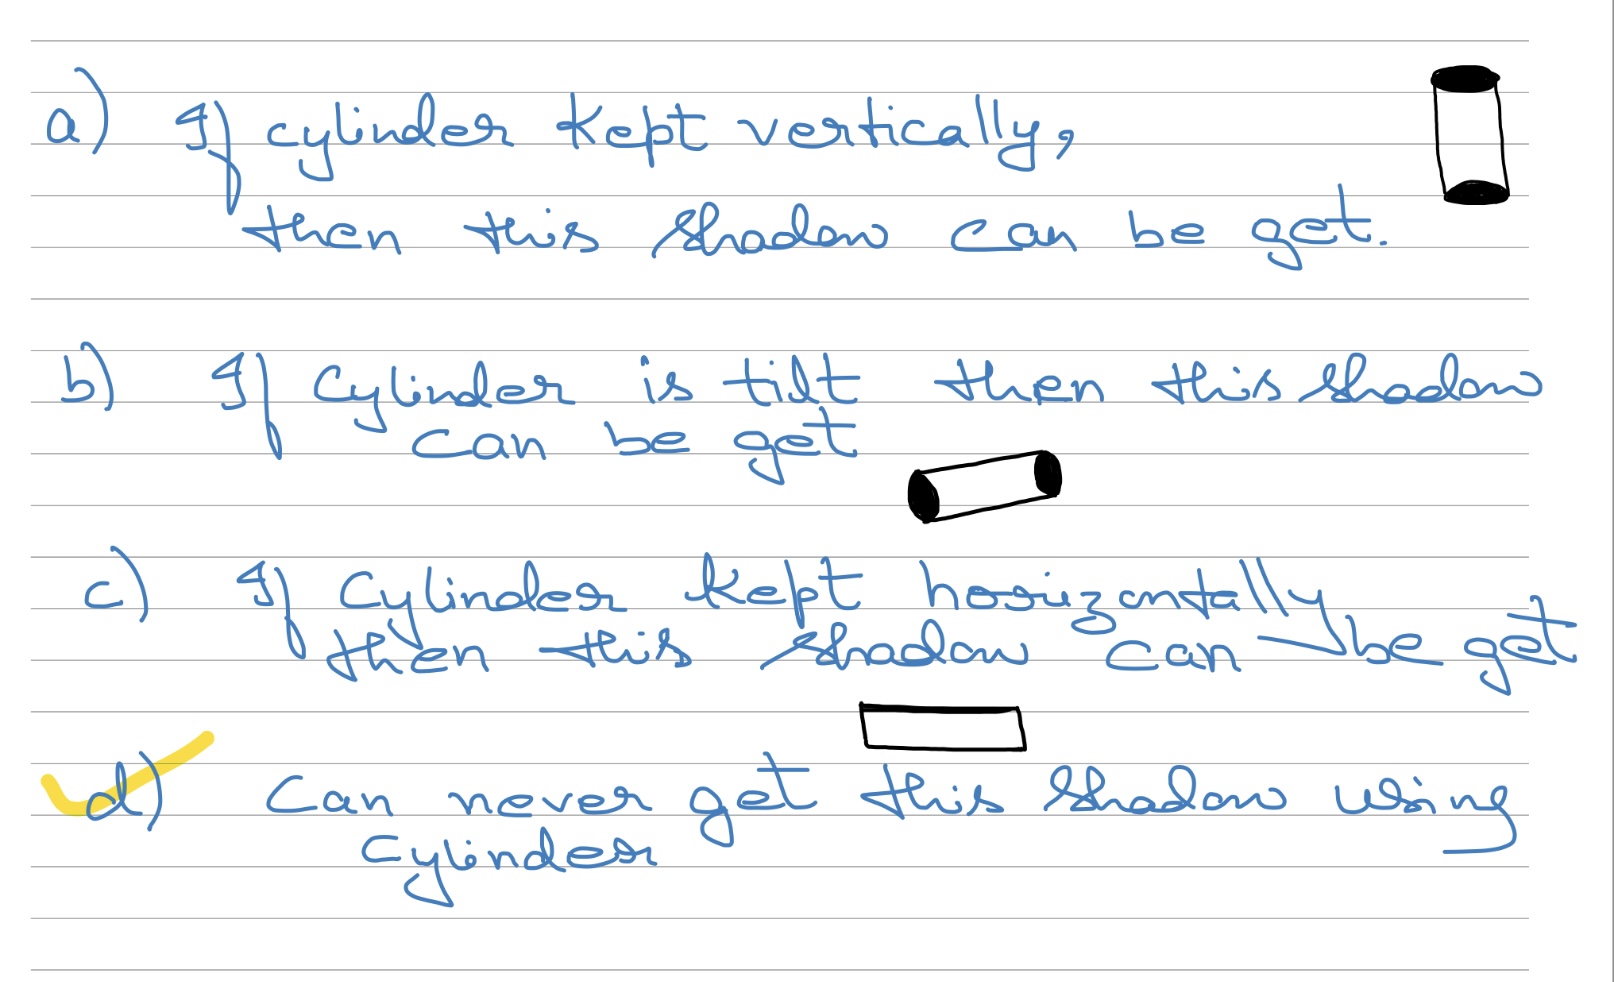 a) If cylinder kept vertically,
then this shadow can be get.
b) If Cylinder is tilt then this shadow
can be get
c) If Cylinder kept horizontally
then this shadow can be get
d) Can never get this shadow using
Cylinder